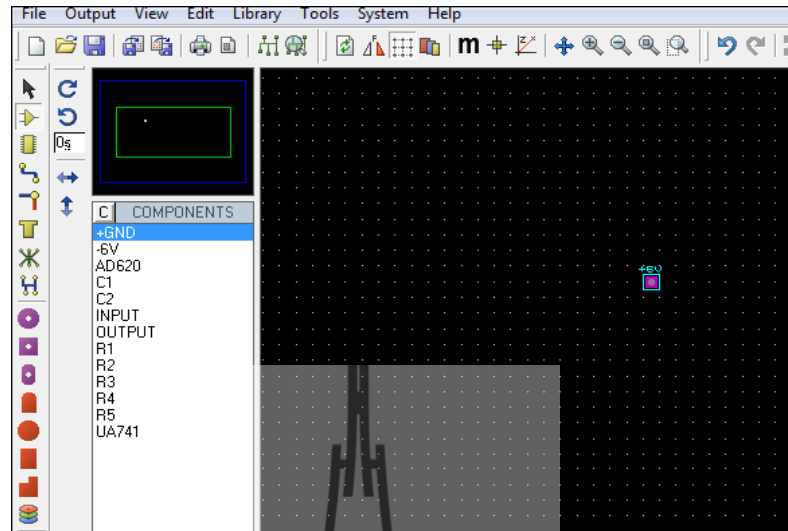 File Output View Edit Library Tools System Help
m
0s
C COMPONENTS
+GND
-6V
AD620
C1
C2
INPUT
OUTPUT
R1
R2
R3
R4
R5
UA741
+6V